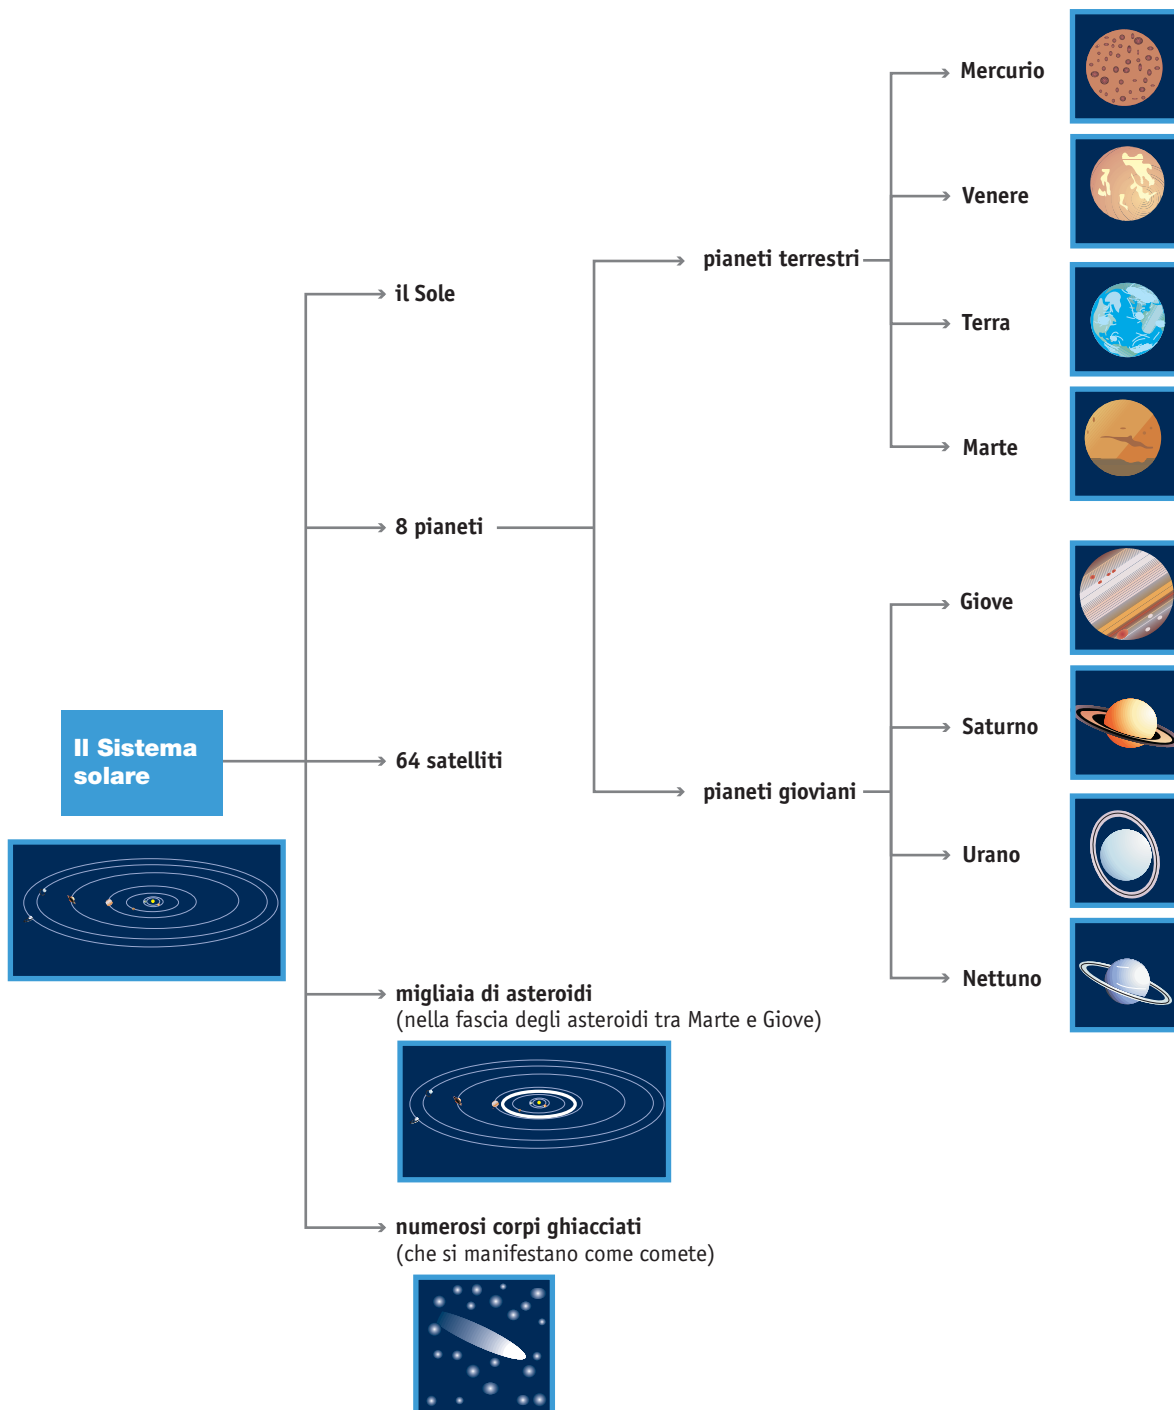 Il Sistema
solare
il Sole
8 pianeti
64 satelliti
migliaia di asteroidi
(nella fascia degli asteroidi tra Marte e Giove)
numerosi corpi ghiacciati
(che si manifestano come comete)
pianeti terrestri
pianeti gioviani
Mercurio
Venere
Terra
Marte
Giove
Saturno
Urano
Nettuno